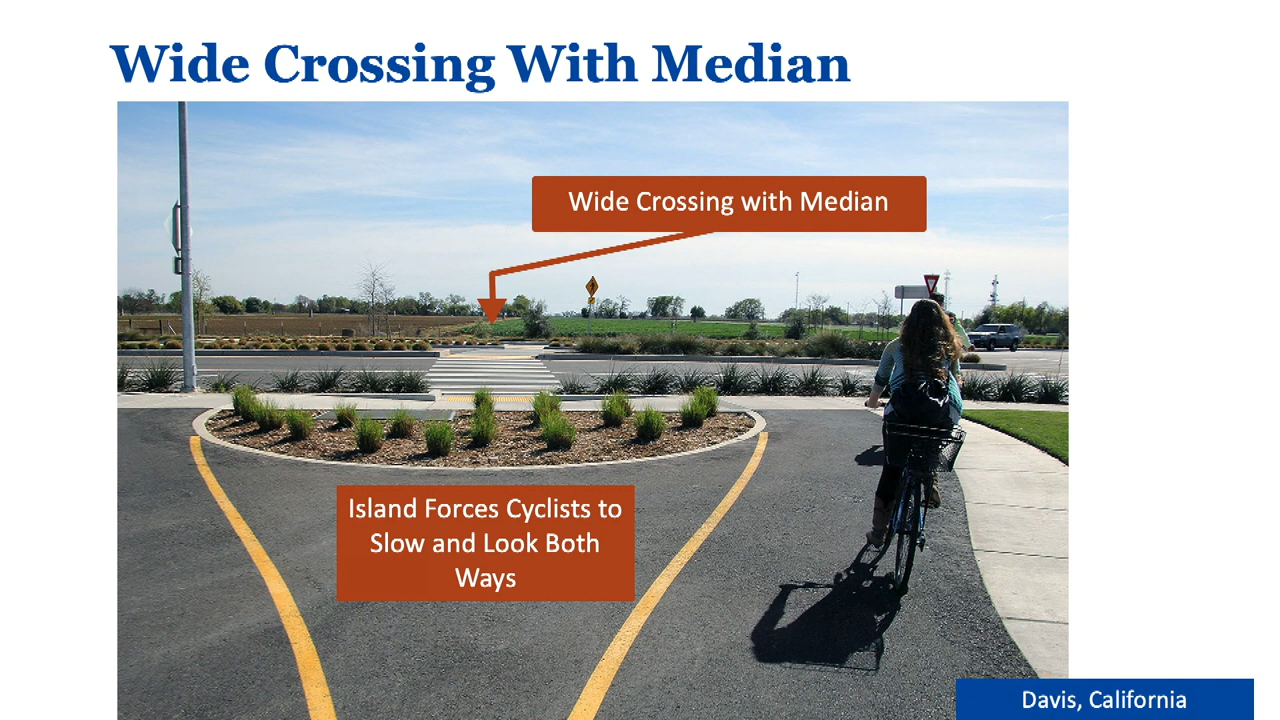 Wide Crossing With Median
Wide Crossing with Median
Island Forces Cyclists to
Slow and Look Both
Ways
Davis, California